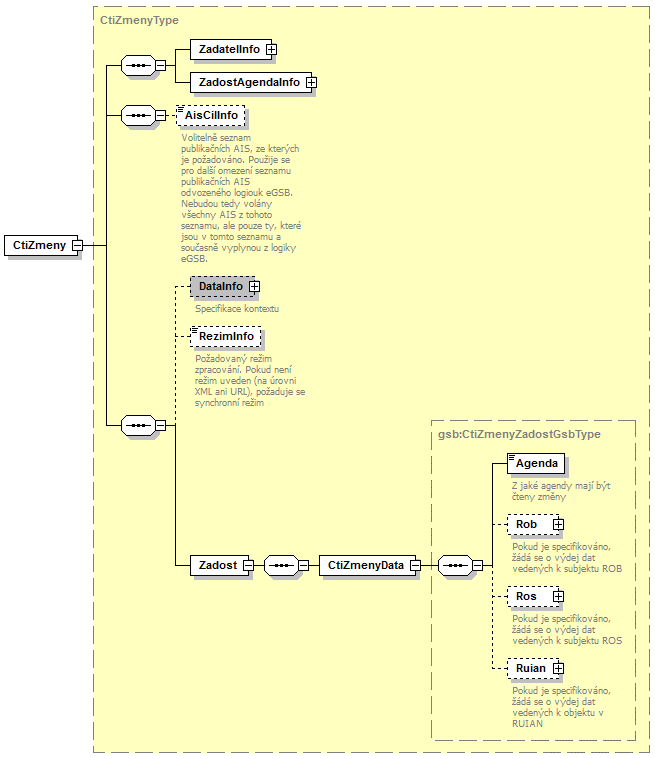 CtiZmenyType
ZadatelInfo
ZadostAgendaInfo
AisCilInfo
Volitelně seznam
publikačních AIS, ze kterých
je požadováno. Použije se
pro další omezení seznamu
publikačních AIS
odvozeného logiouk eGSB.
Nebudou tedy volány
všechny AIS z tohoto
seznamu, ale pouze ty, které
jsou v tomto seznamu a
současně vyplynou z logiky
eGSB.
CtiZmeny
DataInfo
Specifikace kontextu
RezimInfo
Požadovaný režim
zpracování. Pokud není
režim uveden (na úrovni
XML ani URL), požaduje se
synchronní režim
gsb:CtiZmenyZadostGsbType
Agenda
Z jaké agendy mají být
čteny změny
Rob
Pokud je specifikováno,
žádá se o výdej dat
vedených k subjektu ROB
Zadost
CtiZmenyData
Ros
Pokud je specifikováno,
žádá se o výdej dat
vedených k subjektu ROS
Ruian
Pokud je specifikováno,
žádá se o výdej dat
vedených k objektu v
RUIAN